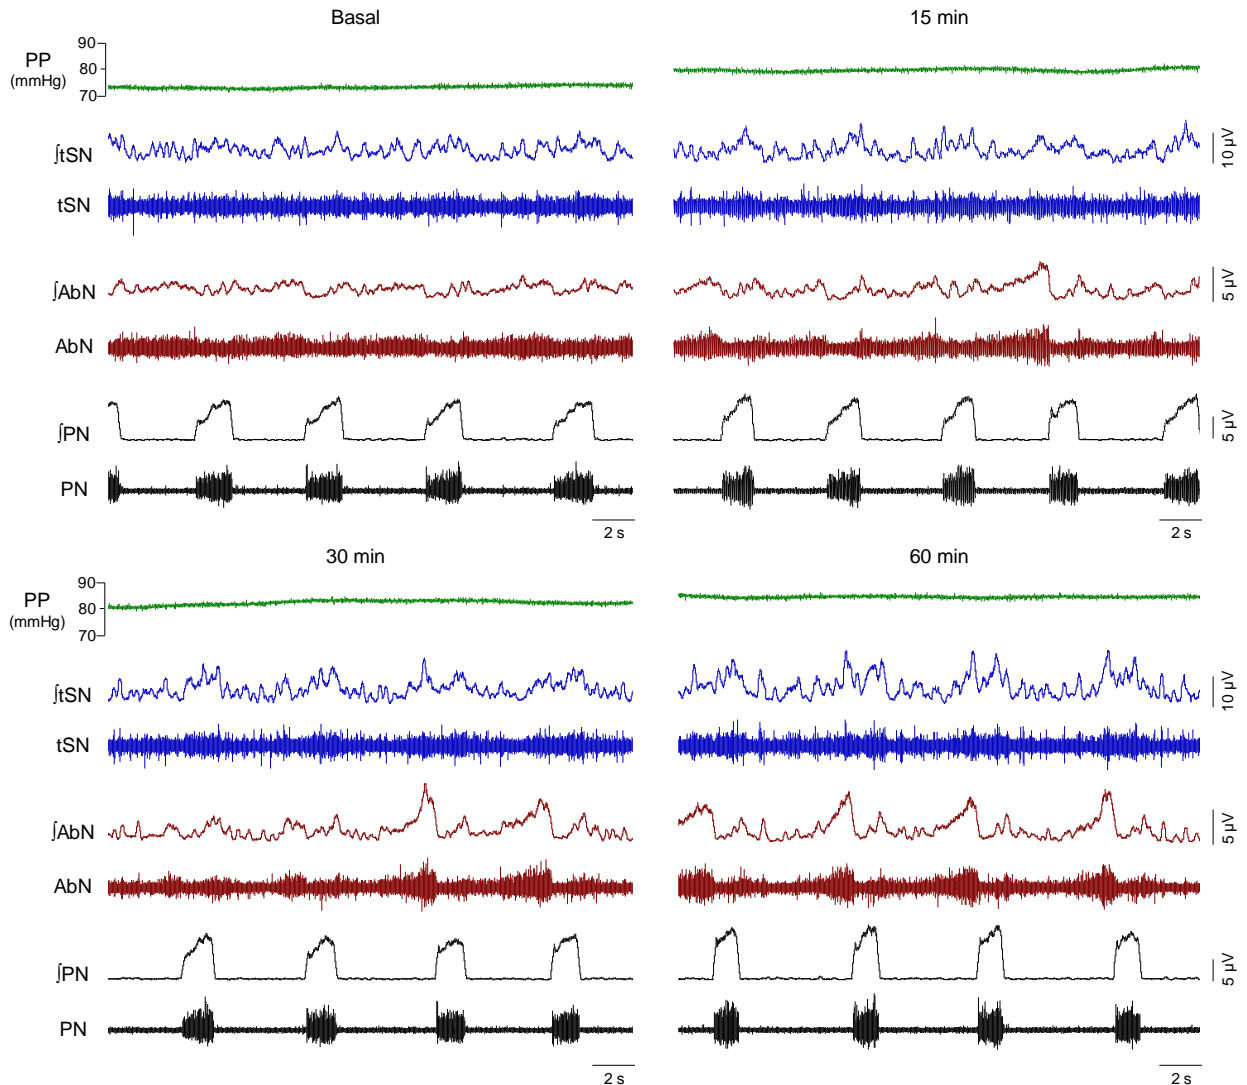 Basal
15 min
PP
(mmHg)
90
80
70
∫tSN
10 µV
tSN
∫AbN
5 µV
AbN
∫PN
5 µV
PN
2 s
2 s
30 min
60 min
PP
(mmHg)
90
80
70
∫tSN
10 µV
tSN
∫AbN
5 µV
AbN
∫PN
5 µV
PN
2 s
2 s